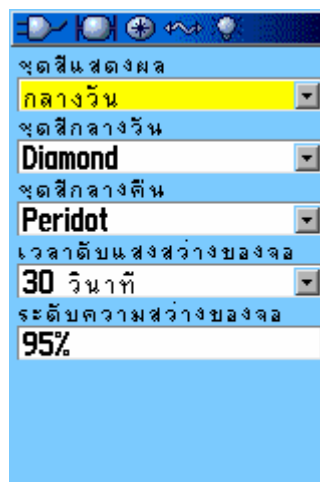 ชุดสีแสดงผล
กลางวัน
ชุดสีกลางวัน
Diamond
ชุดสีกลางคืน
Peridot
เวลาดับแสงสว่างของจอ
30 วินาที
ระดับความสว่างของจอ
95%